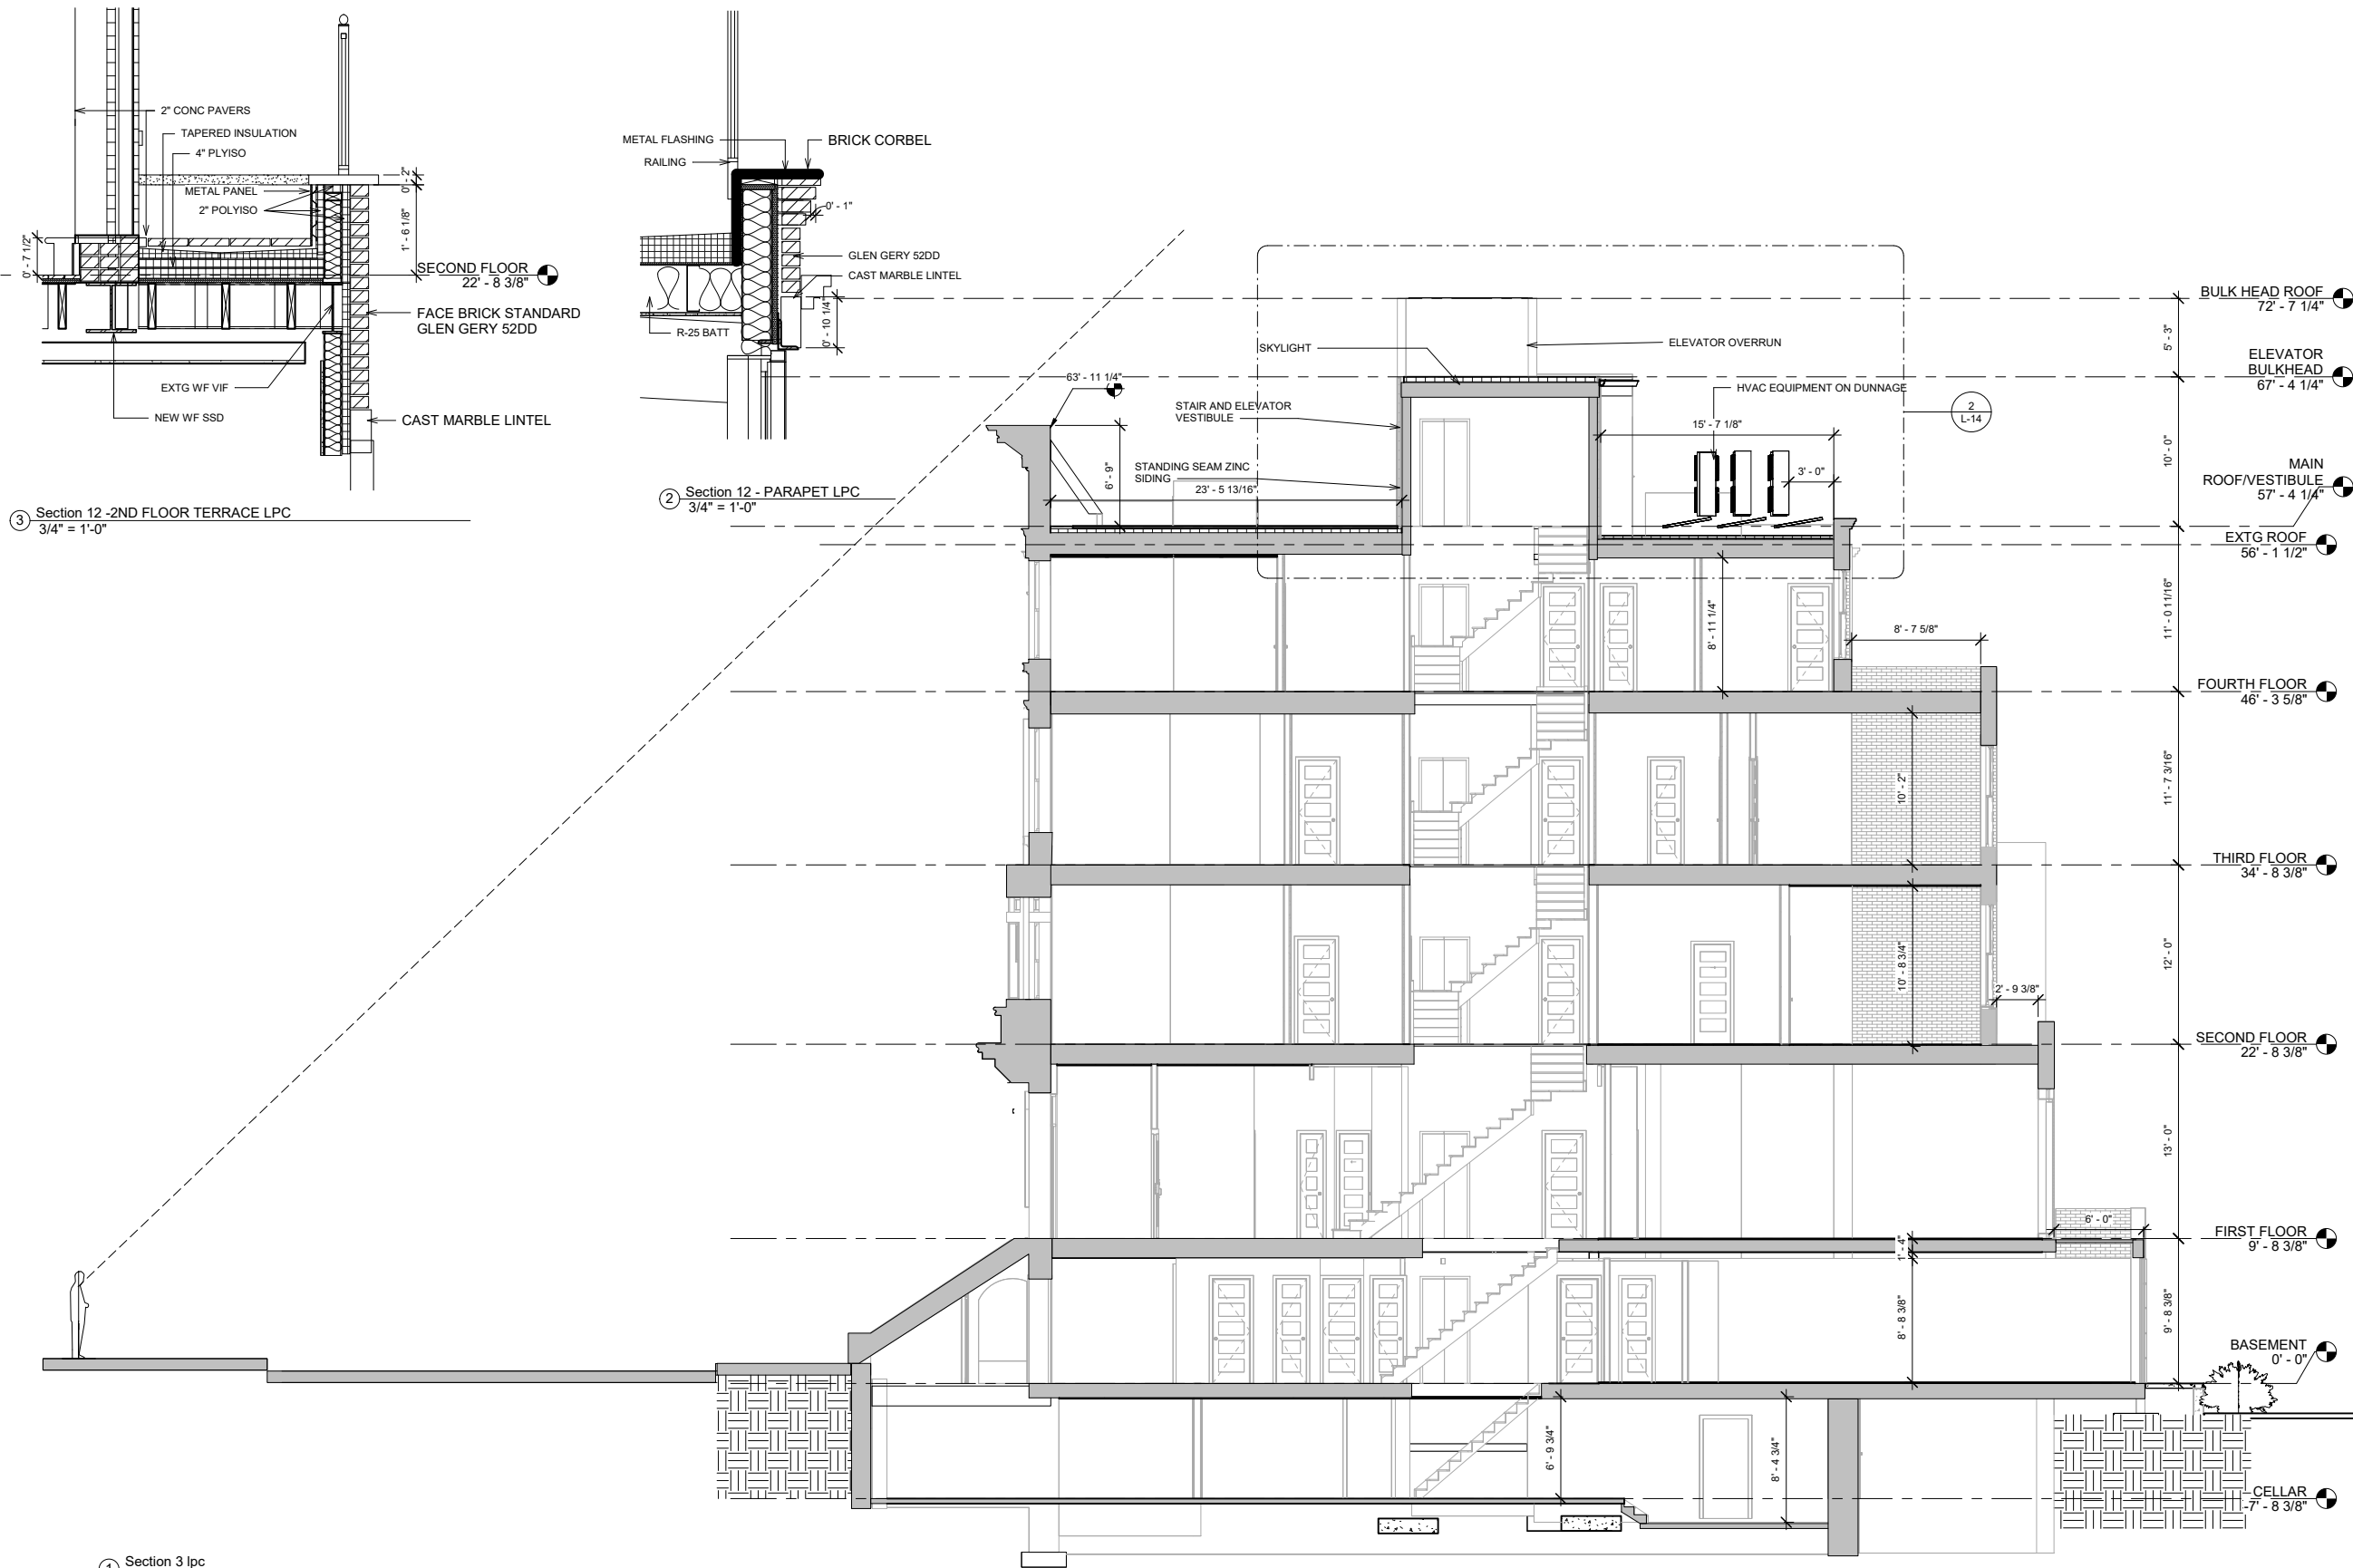 2" CONC PAVERS
TAPERED INSULATION
4" PLYISO
METAL PANEL
2" POLYISO
0' - 2"
1' - 6 1/8"
0' - 7 1/2"
SECOND FLOOR
22' - 8 3/8"
FACE BRICK STANDARD
GLEN GERY 52DD
EXTG WF VIF
NEW WF SSD
CAST MARBLE LINTEL
3 Section 12 -2ND FLOOR TERRACE LPC
3/4" = 1'-0"
METAL FLASHING
BRICK CORBEL
RAILING
0' - 1"
GLEN GERY 52DD
CAST MARBLE LINTEL
0' - 10 1/4"
R-25 BATT
2 Section 12 - PARAPET LPC
3/4" = 1'-0"
63' - 11 1/4"
6' - 9"
SKYLIGHT
ELEVATOR OVERRUN
STAIR AND ELEVATOR
VESTIBULE
HVAC EQUIPMENT ON DUNNAGE
2
L-14
15' - 7 1/8"
3' - 0"
STANDING SEAM ZINC
SIDING
23' - 5 13/16"
BULK HEAD ROOF
72' - 7 1/4"
5' - 3"
ELEVATOR
BULKHEAD
67' - 4 1/4"
10' - 0"
MAIN
ROOF/VESTIBULE
57' - 4 1/4"
EXTG ROOF
56' - 1 1/2"
11' - 0 11/16"
8' - 11 1/4"
8' - 7 5/8"
FOURTH FLOOR
46' - 3 5/8"
11' - 7 3/16"
10' - 2"
THIRD FLOOR
34' - 8 3/8"
12' - 0"
10' - 8 3/4"
2' - 9 3/8"
SECOND FLOOR
22' - 8 3/8"
13' - 0"
6' - 0"
FIRST FLOOR
9' - 8 3/8"
1' - 4"
8' - 8 3/8"
9' - 8 3/8"
BASEMENT
0' - 0"
6' - 9 3/4"
8' - 4 3/4"
CELLAR
-7' - 8 3/8"
1 Section 3 lpc